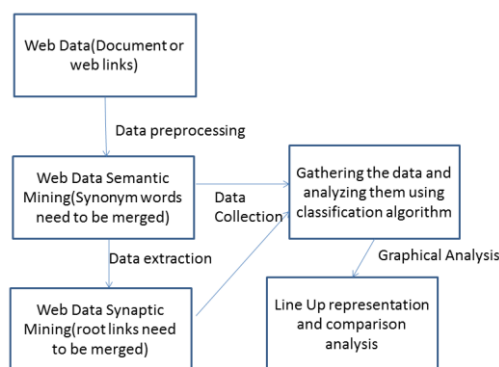 Web Data(Document or
web links)
Data preprocessing
Web Data Semantic
Mining(Synonym words
need to be merged)
Data
Collection
Gathering the data and
analyzing them using
classification algorithm
Data extraction
Graphical Analysis
Web Data Synaptic
Mining(root links need
to be merged)
Line Up representation
and comparison
analysis